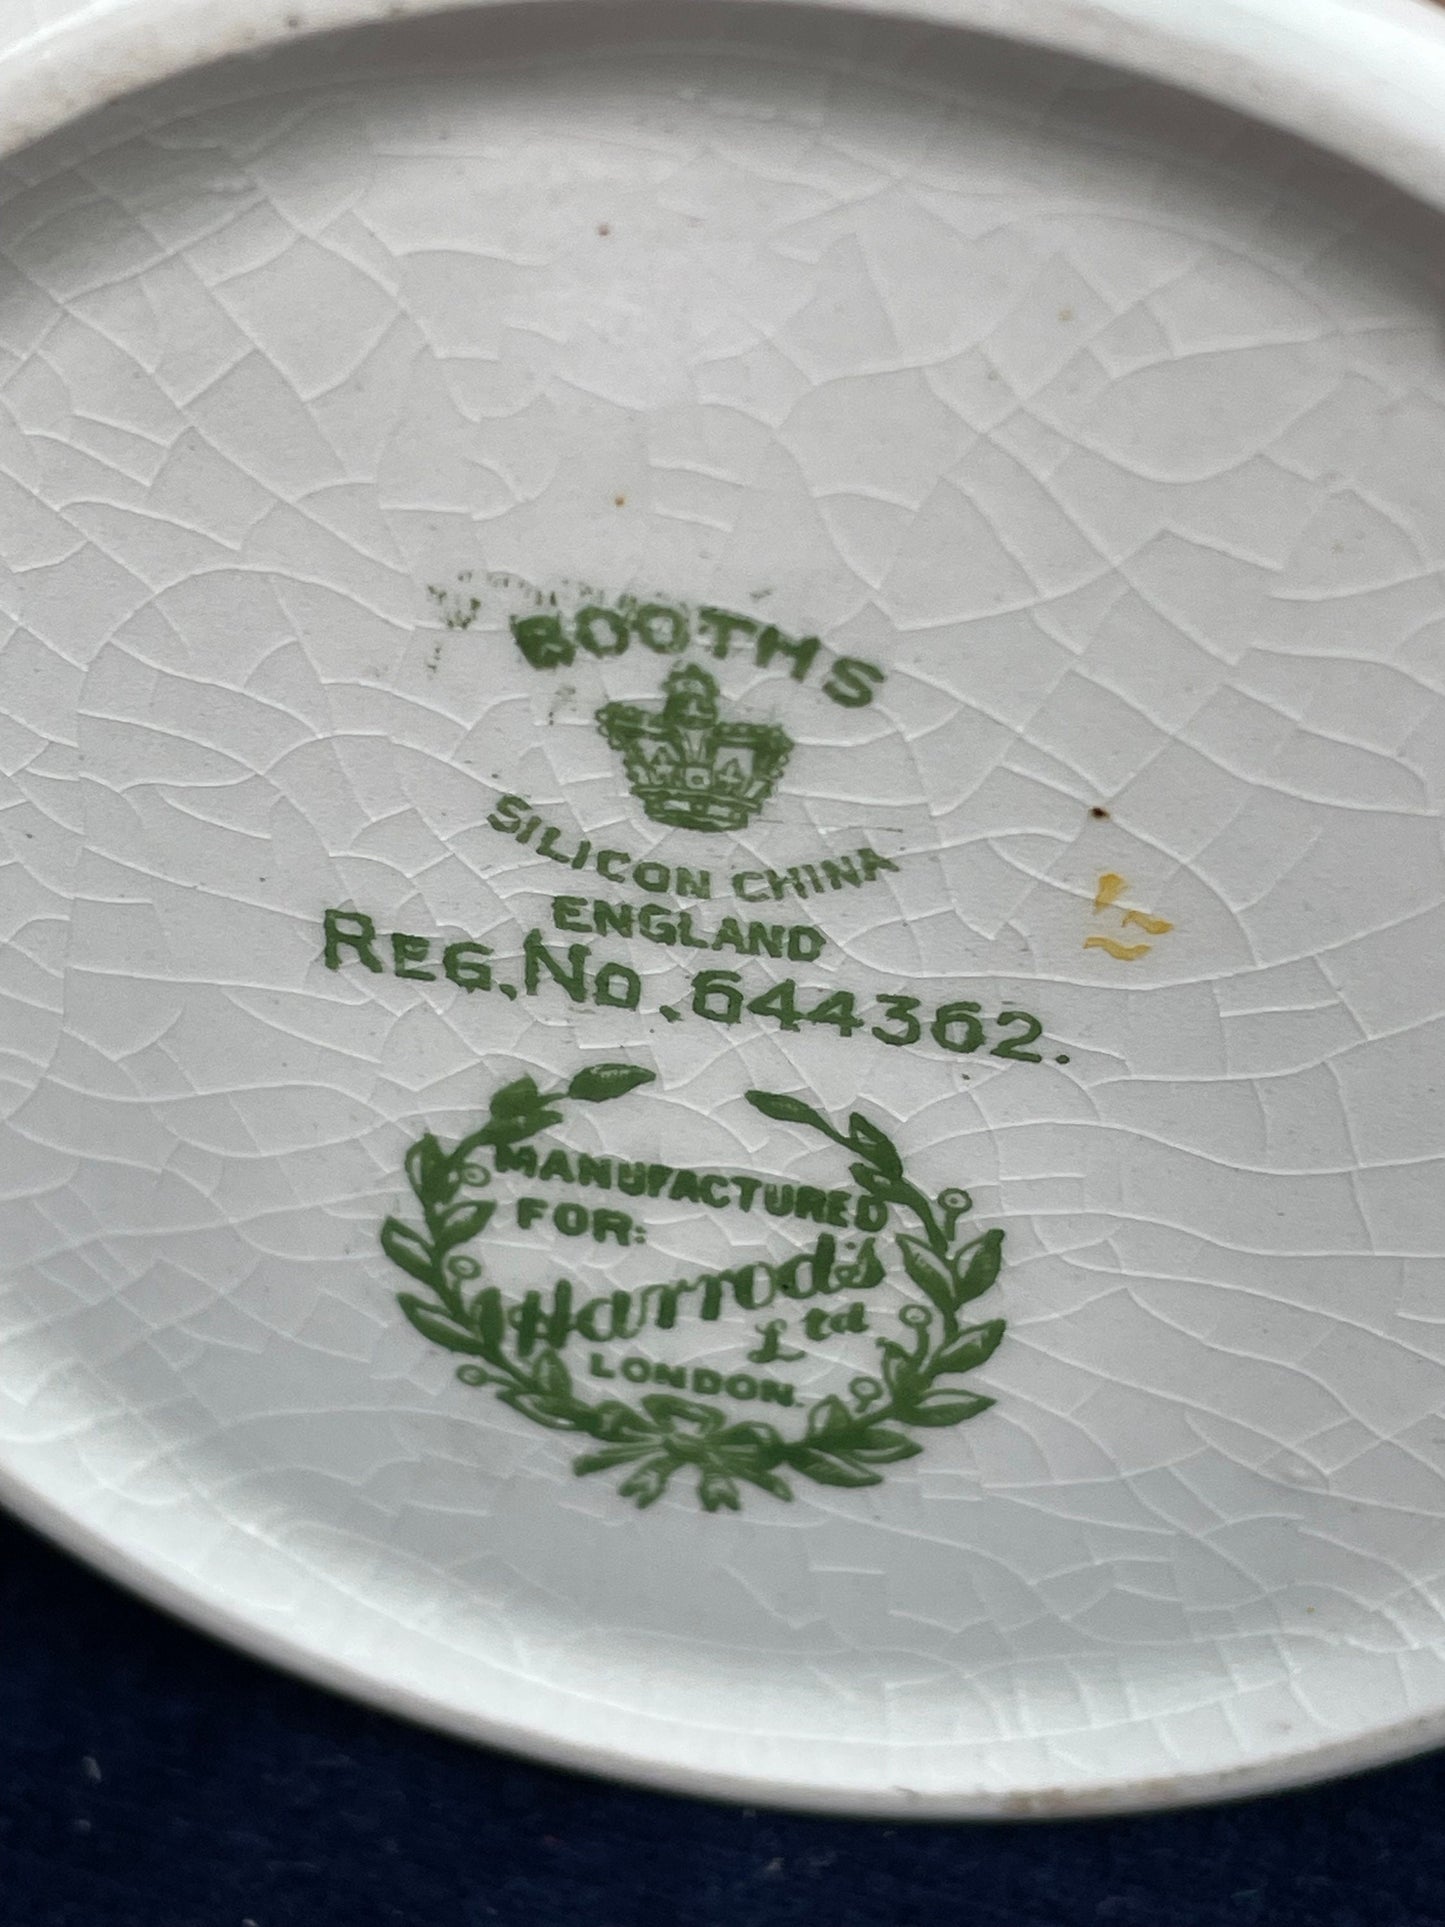 BOOTHS
SILICON CHINA
ENGLAND
REG. No. 644362.
MANUFACTURED
FOR:
Harrod's
Ltd
LONDON.